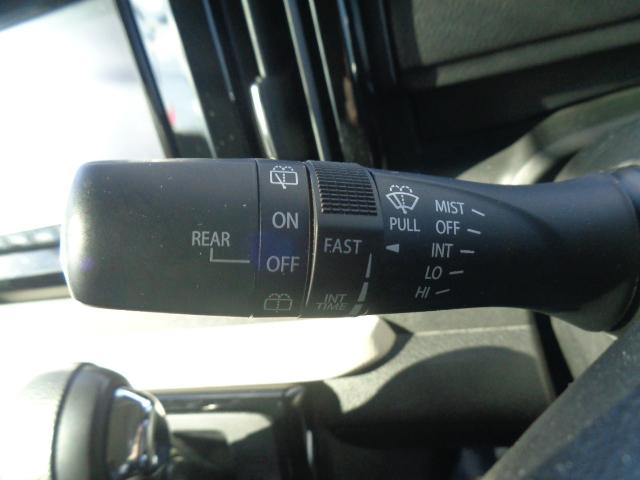 REAR
ON
OFF
FAST
INT
TIME
PULL
MIST
OFF
INT
LO
HI